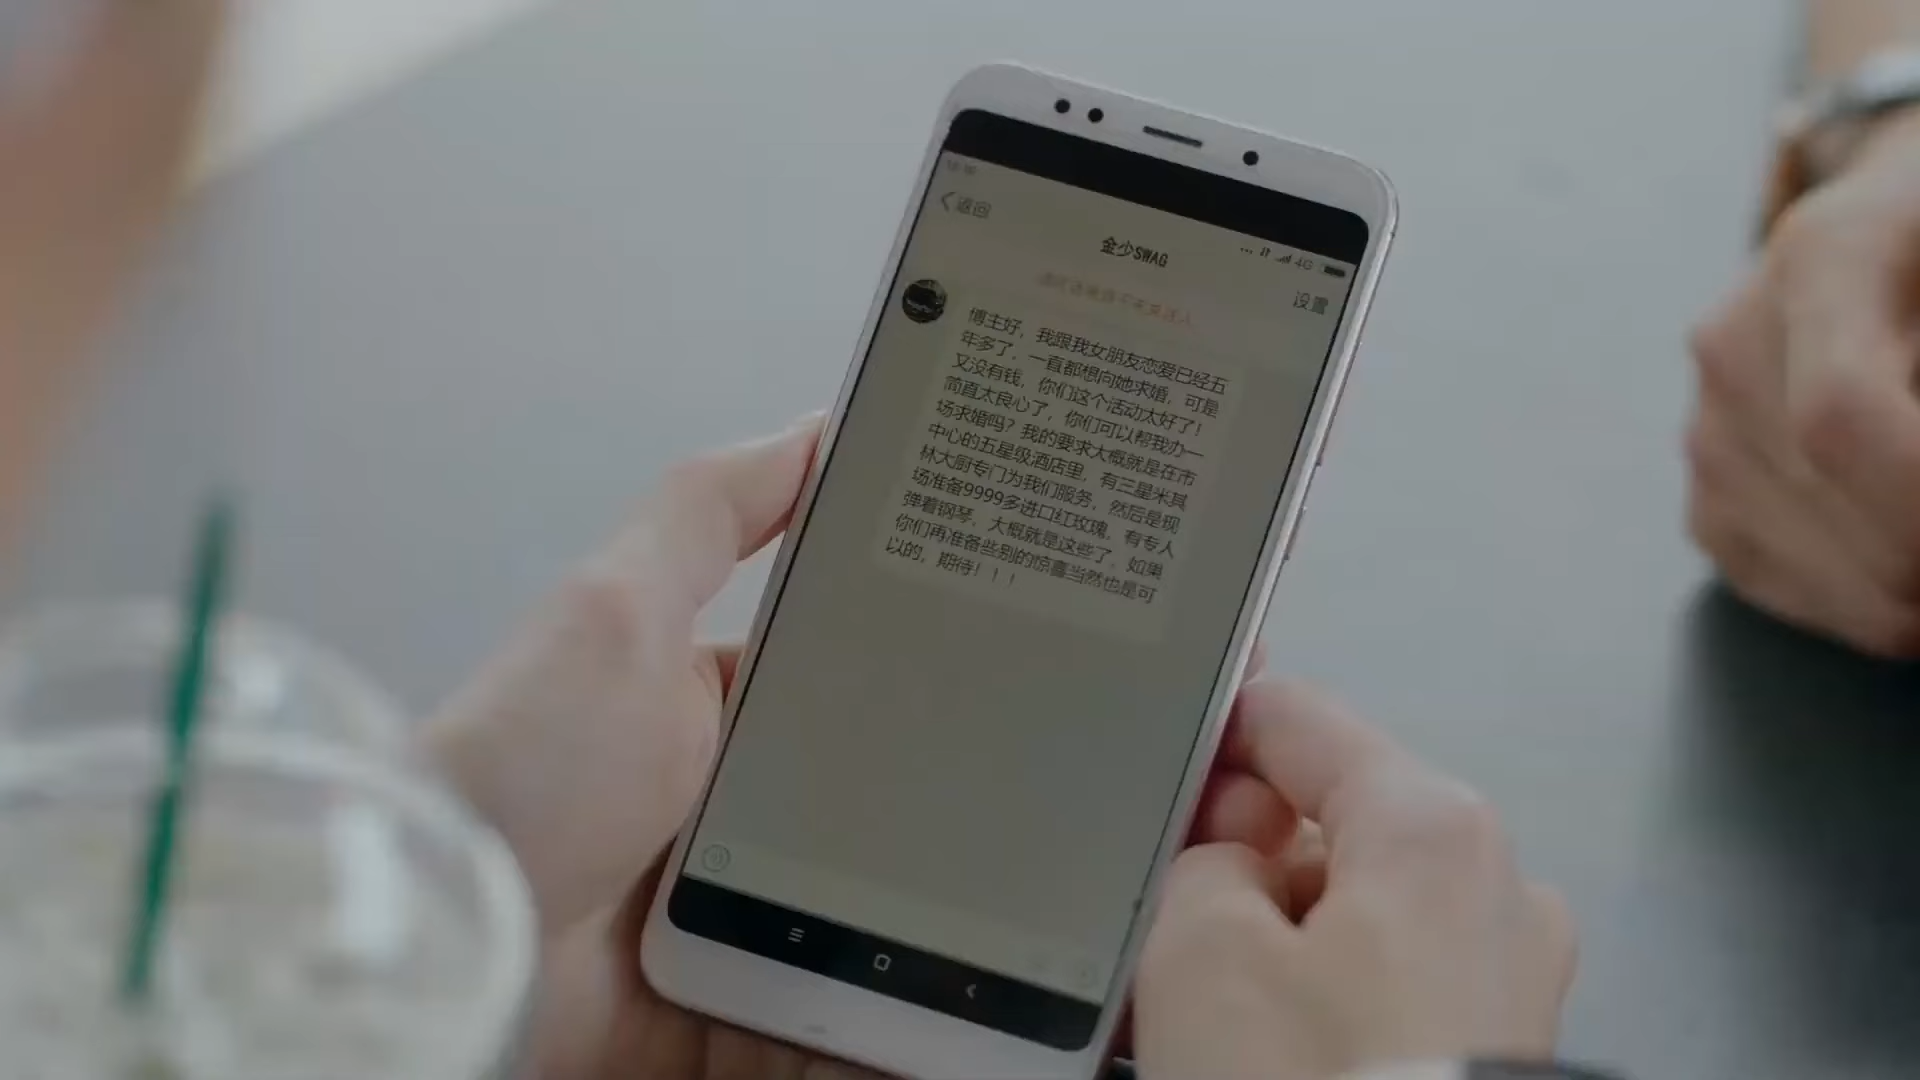 返回
金少SWAG
4G
设置
博主好，我跟我女朋友恋爱已经五
年多了，一直都想向她求婚，可是
又没有钱，你们这个活动太好了！
简直太良心了，你们可以帮我办一
场求婚吗？我的要求大概就是在市
中心的五星级酒店里，有三星米其
林大厨专门为我们服务，然后是现
场准备9999多进口红玫瑰，有专人
弹着钢琴，大概就是这些了，如果
你们再准备些别的惊喜当然也是可
以的，期待！！！